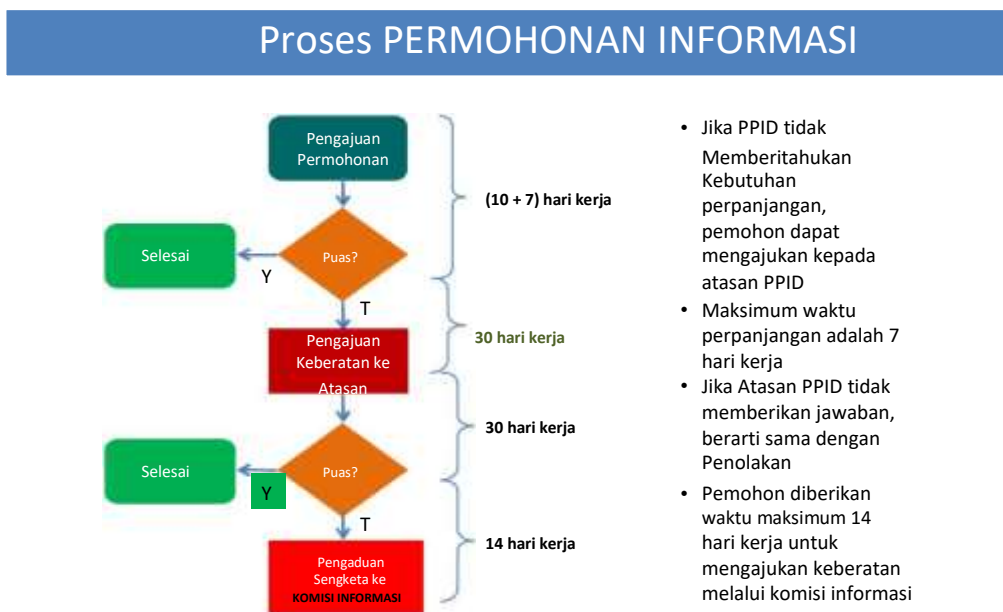 Proses PERMOHONAN INFORMASI
Pengajuan
Permohonan
(10 + 7) hari kerja
Selesai
Puas?
Y
T
30 hari kerja
Pengajuan
Keberatan ke
Atasan
30 hari kerja
Selesai
Puas?
Y
T
14 hari kerja
Pengaduan
Sengketa ke
KOMISI INFORMASI
• Jika PPID tidak
Memberitahukan
Kebutuhan
perpanjangan,
pemohon dapat
mengajukan kepada
atasan PPID
• Maksimum waktu
perpanjangan adalah 7
hari kerja
• Jika Atasan PPID tidak
memberikan jawaban,
berarti sama dengan
Penolakan
• Pemohon diberikan
waktu maksimum 14
hari kerja untuk
mengajukan keberatan
melalui komisi informasi